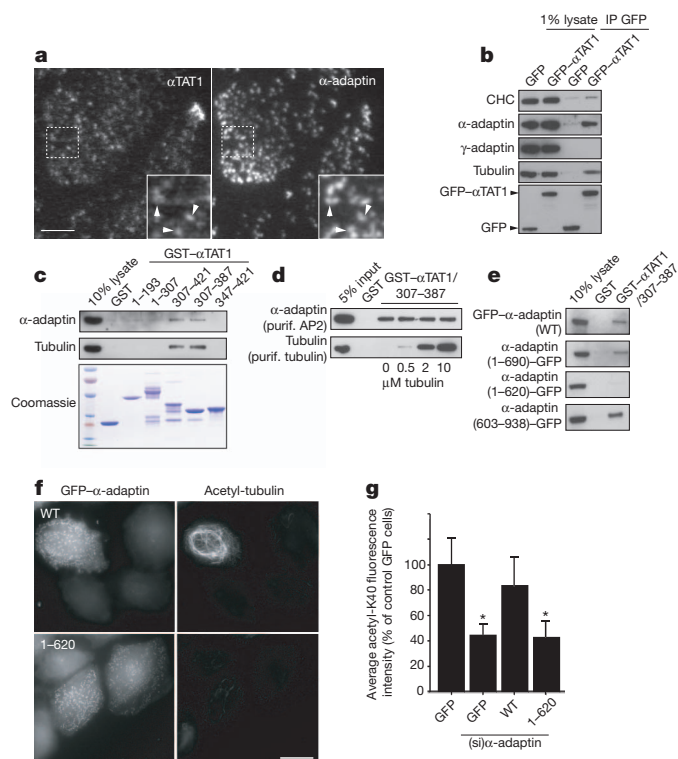 a
αTAT1
α-adaptin
b
1% lysate
IP GFP
GFP
GFP–αTAT1
GFP
GFP–αTAT1
CHC
α-adaptin
γ-adaptin
Tubulin
GFP–αTAT1
GFP
c
GST–αTAT1
10% lysate
GST
1–193
1–307
307–421
307–387
347–421
α-adaptin
Tubulin
Coomassie
d
5% input
GST
GST–αTAT1/
307–387
α-adaptin
(purif. AP2)
Tubulin
(purif. tubulin)
0 0.5 2 10
μM tubulin
e
10% lysate
GST
GST–αTAT1
/307–387
GFP–α-adaptin
(WT)
α-adaptin
(1–690)–GFP
α-adaptin
(1–620)–GFP
α-adaptin
(603–938)–GFP
f
GFP–α-adaptin
Acetyl-tubulin
WT
1–620
g
Average acetyl-K40 fluorescence
intensity (% of control GFP cells)
100
80
60
40
20
0
*
*
GFP
GFP
WT
1–620
(si)α-adaptin